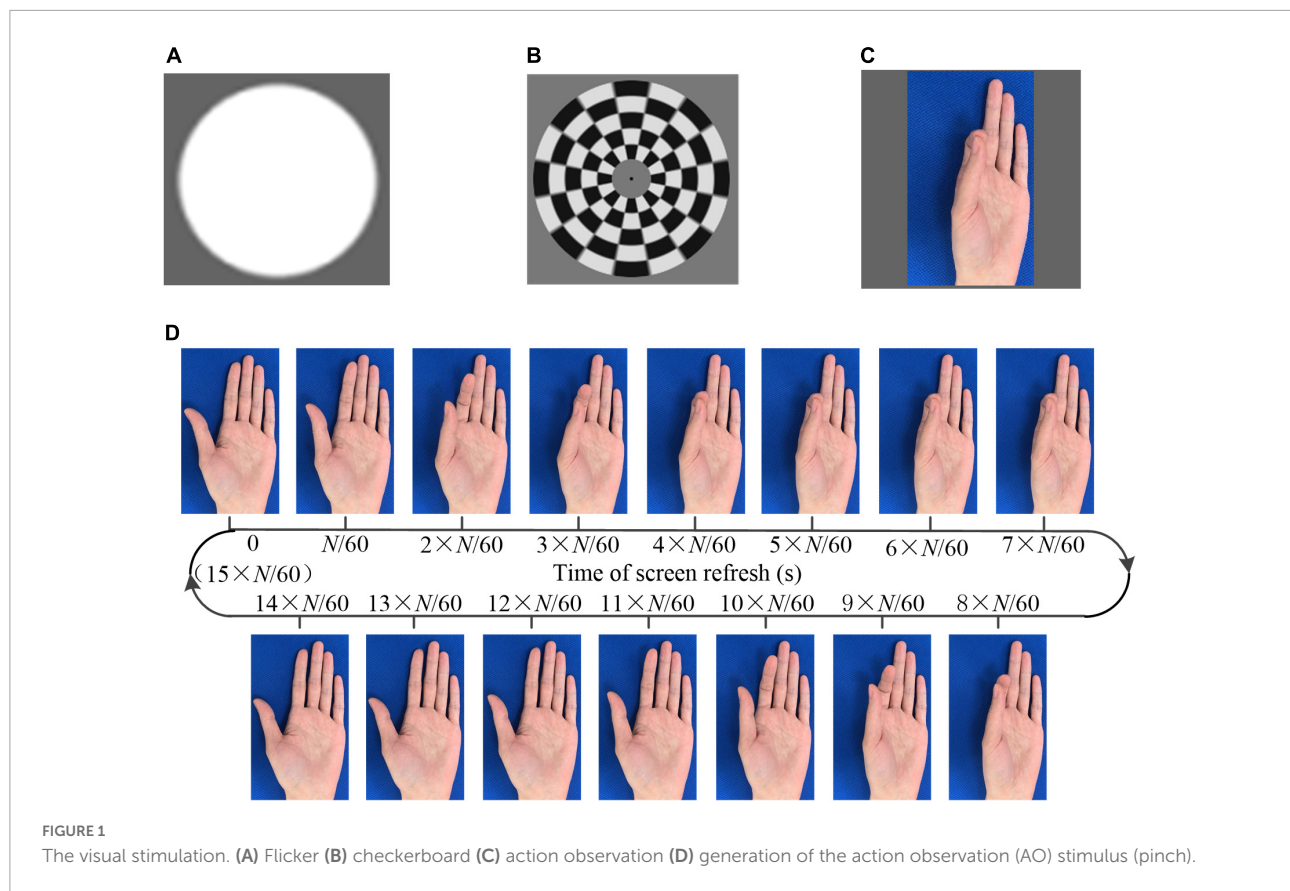 A
B
C
D
0 N/60 2×N/60 3×N/60 4×N/60 5×N/60 6×N/60 7×N/60
(15×N/60) Time of screen refresh (s)
14×N/60 13×N/60 12×N/60 11×N/60 10×N/60 9×N/60 8×N/60
FIGURE 1
The visual stimulation. (A) Flicker (B) checkerboard (C) action observation (D) generation of the action observation (AO) stimulus (pinch).